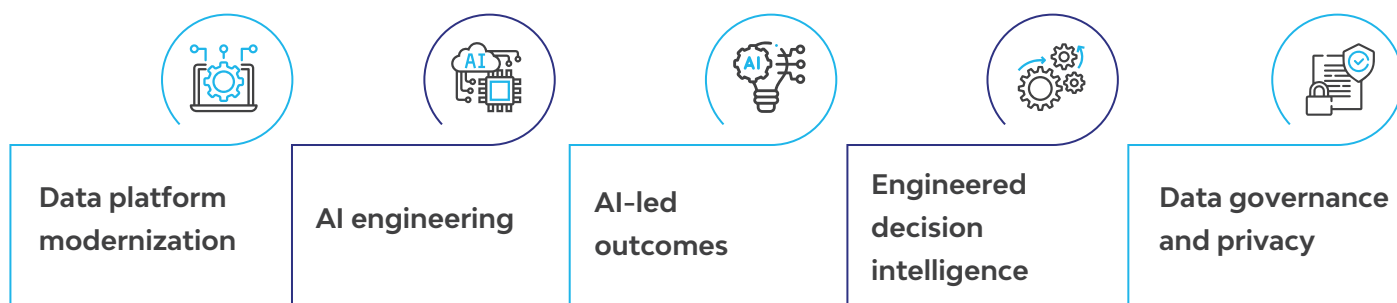 AI
AI
Data platform
modernization
AI engineering
AI-led
outcomes
Engineered
decision
intelligence
Data governance
and privacy